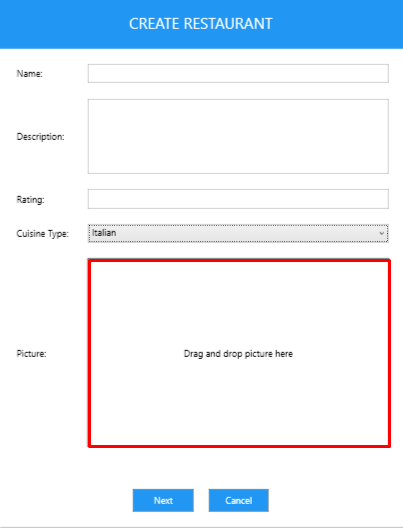 CREATE RESTAURANT
Name:
Description:
Rating:
Cuisine Type: Italian
Picture: Drag and drop picture here
Next Cancel